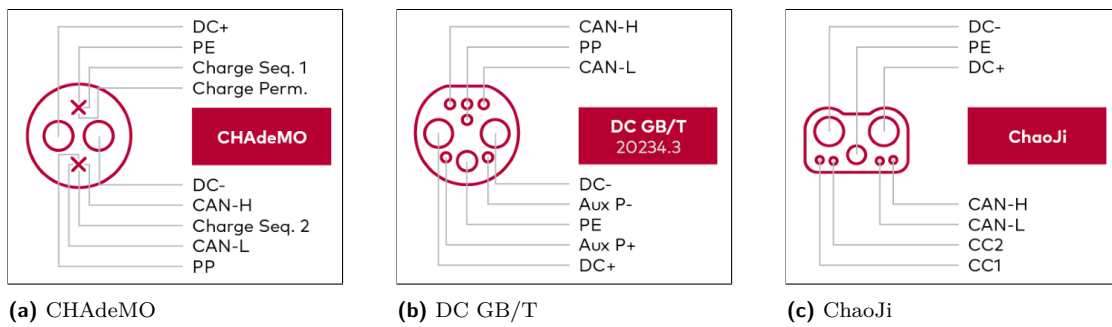 DC+
PE
Charge Seq. 1
Charge Perm.
CHAdeMO
DC-
CAN-H
Charge Seq. 2
CAN-L
PP
(a) CHAdeMO
CAN-H
PP
CAN-L
DC GB/T
20234.3
DC-
Aux P-
PE
Aux P+
DC+
(b) DC GB/T
DC-
PE
DC+
ChaoJi
CAN-H
CAN-L
CC2
CC1
(c) ChaoJi